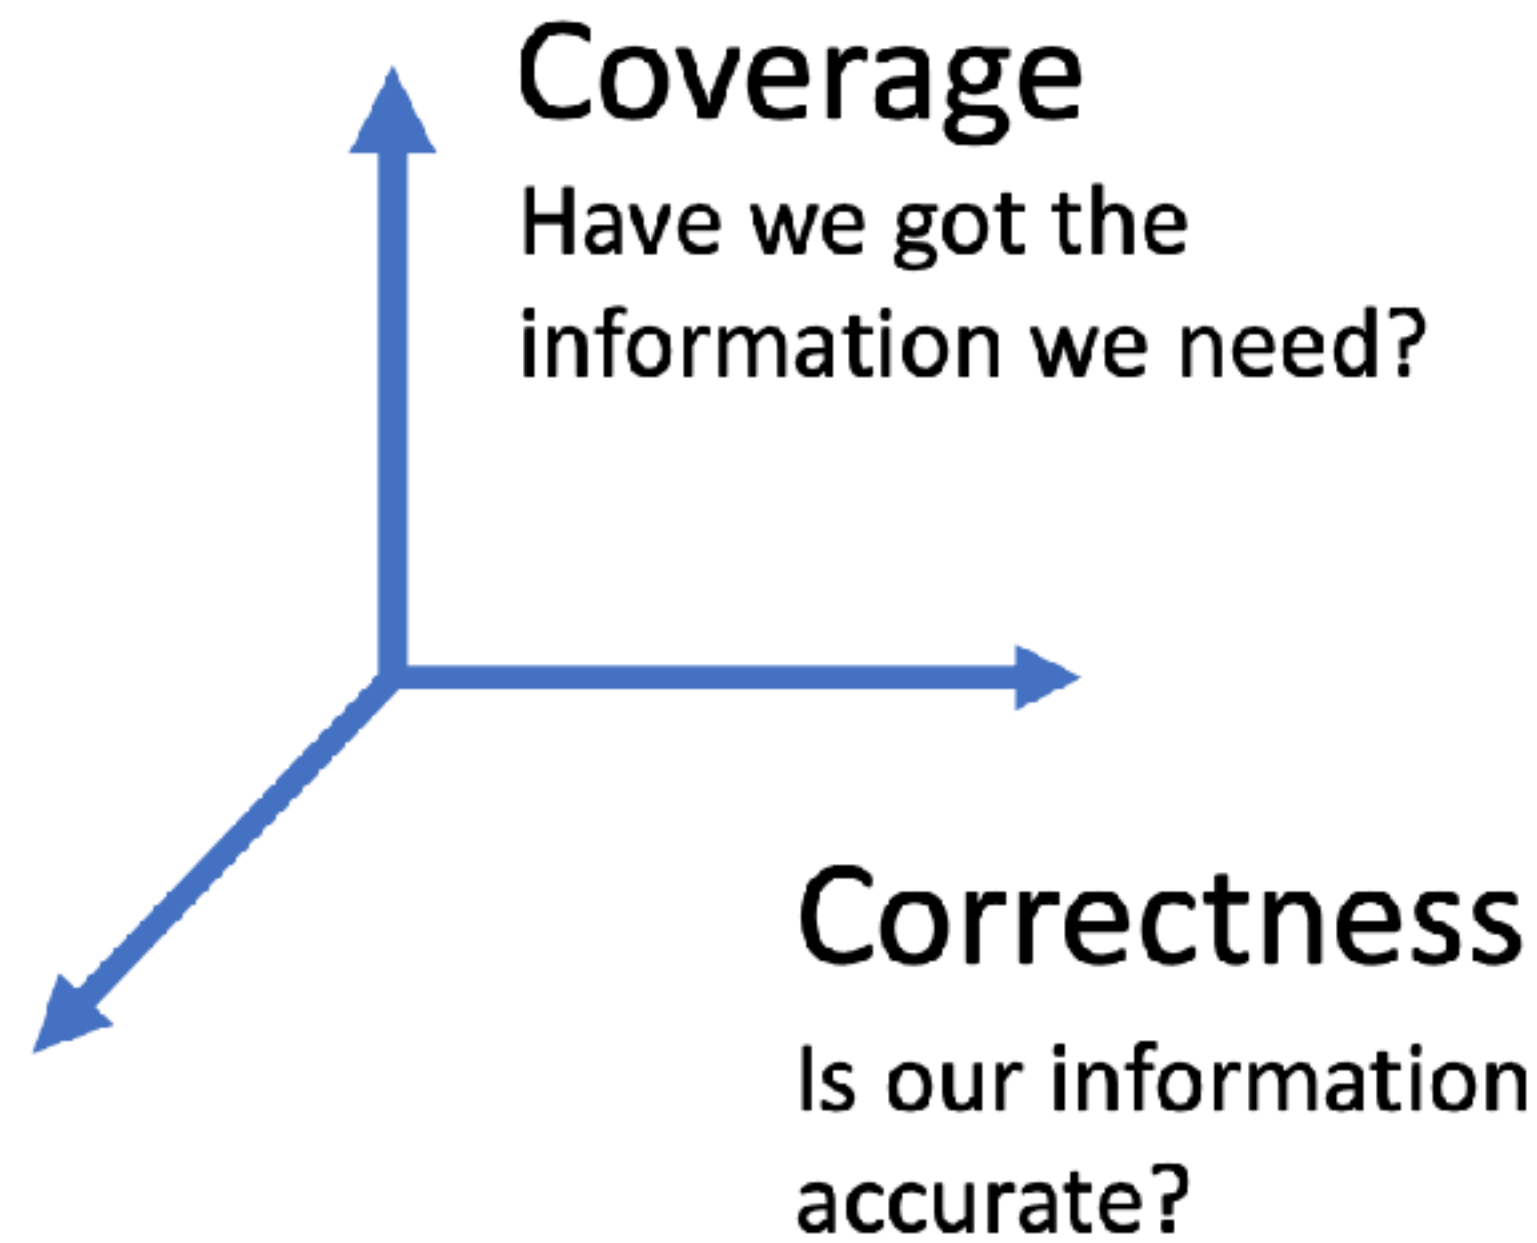 Coverage
Have we got the
information we need?
Correctness
Is our information
accurate?